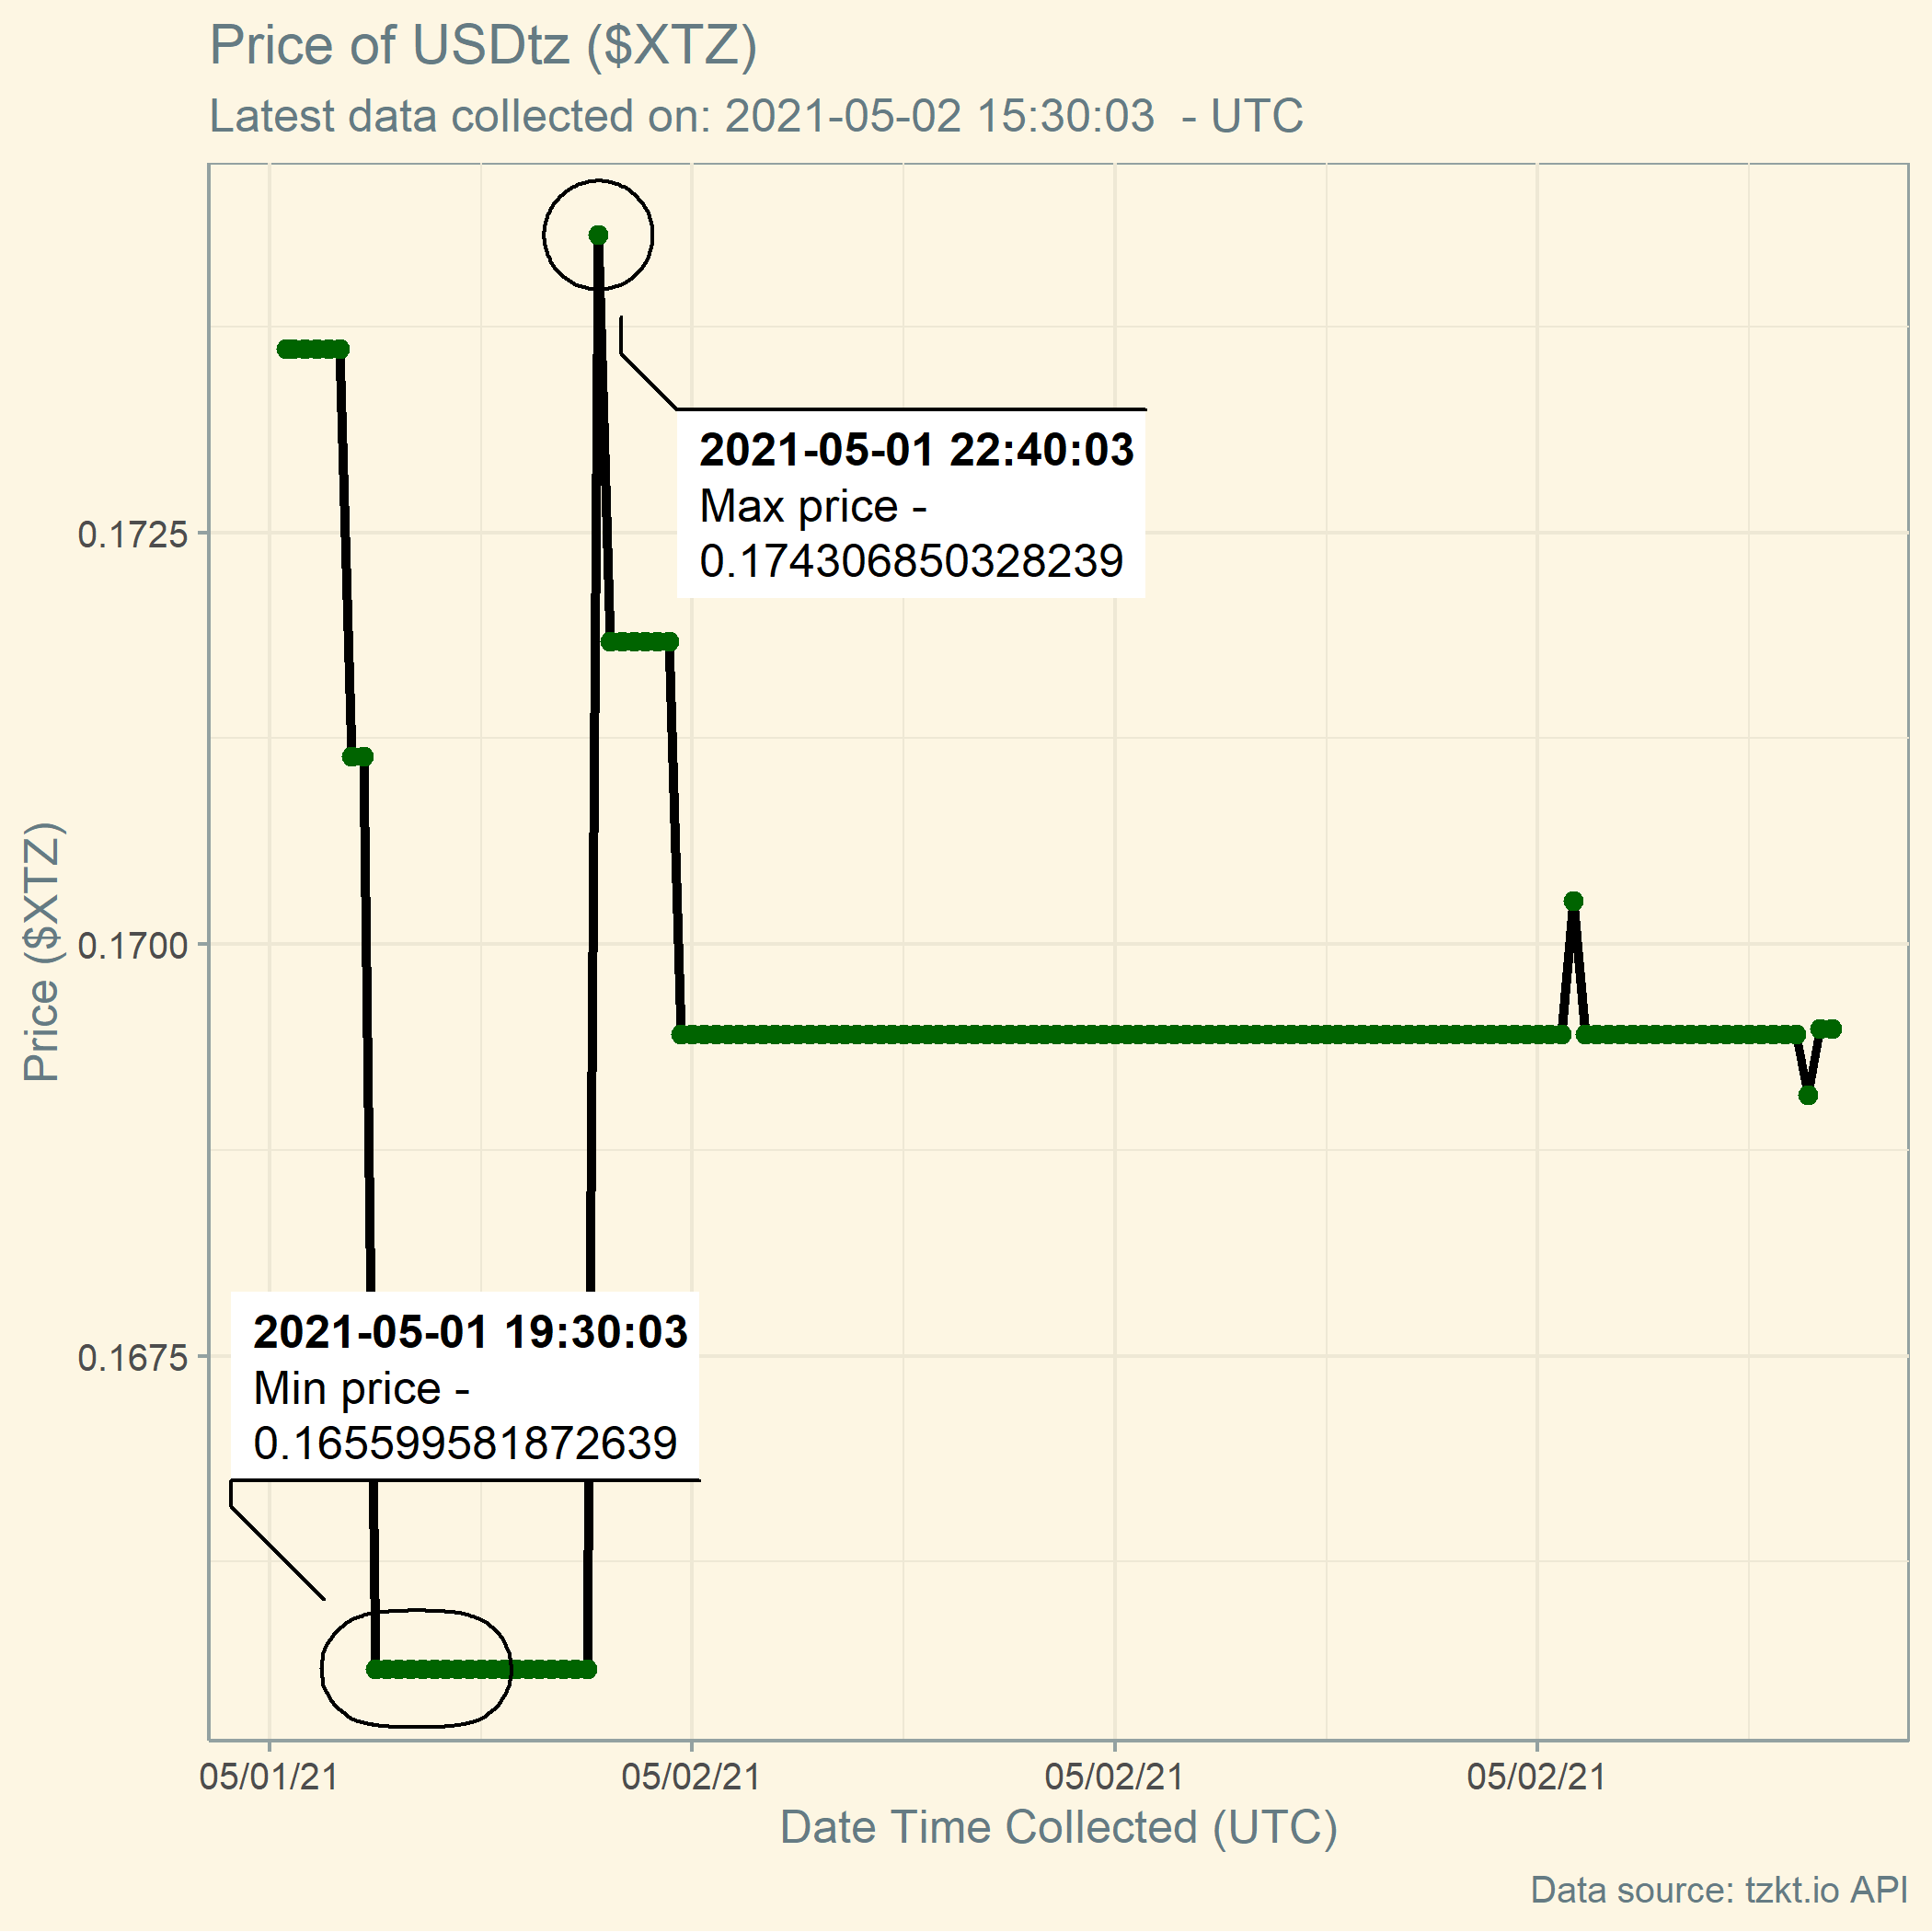 Price of USDtz ($XTZ)
Latest data collected on: 2021-05-02 15:30:03  - UTC
2021-05-01 22:40:03
Max price -
0.174306850328239
0.1725
0.1700
0.1675
Price ($XTZ)
2021-05-01 19:30:03
Min price -
0.165599581872639
05/01/21
05/02/21
05/02/21
05/02/21
Date Time Collected (UTC)
Data source: tzkt.io API